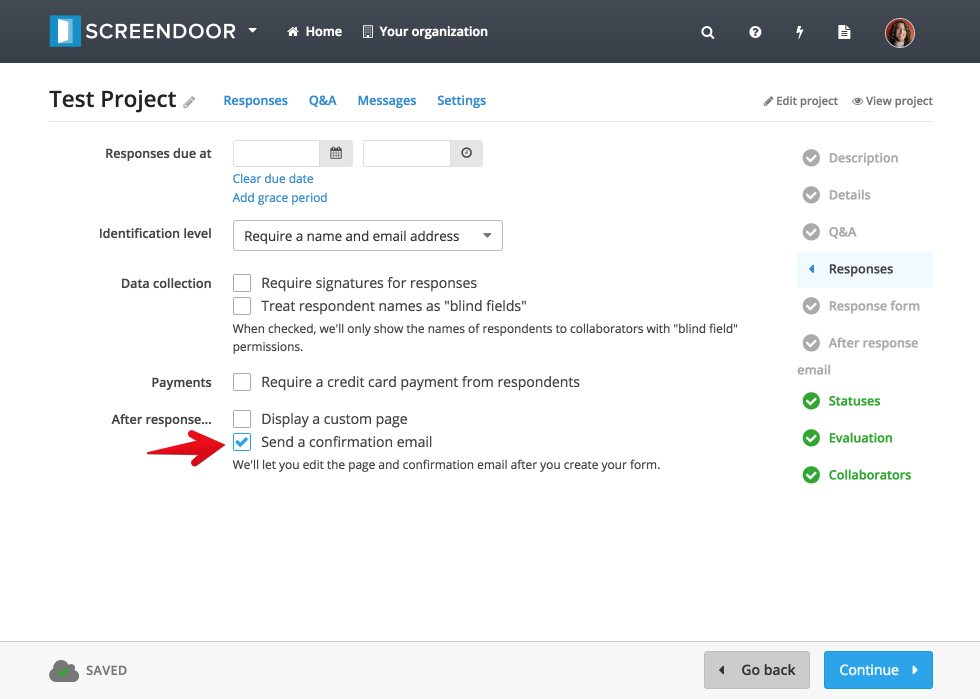 SCREENDOOR Home Your organization
Test Project Responses Q&A Messages Settings Edit project View project
Responses due at
Clear due date
Add grace period
Identification level Require a name and email address
Data collection Require signatures for responses
Treat respondent names as "blind fields"
When checked, we'll only show the names of respondents to collaborators with "blind field"
permissions.
Payments Require a credit card payment from respondents
After response... Display a custom page
Send a confirmation email
We'll let you edit the page and confirmation email after you create your form.
Description
Details
Q&A
Responses
Response form
After response
email
Statuses
Evaluation
Collaborators
SAVED Go back Continue